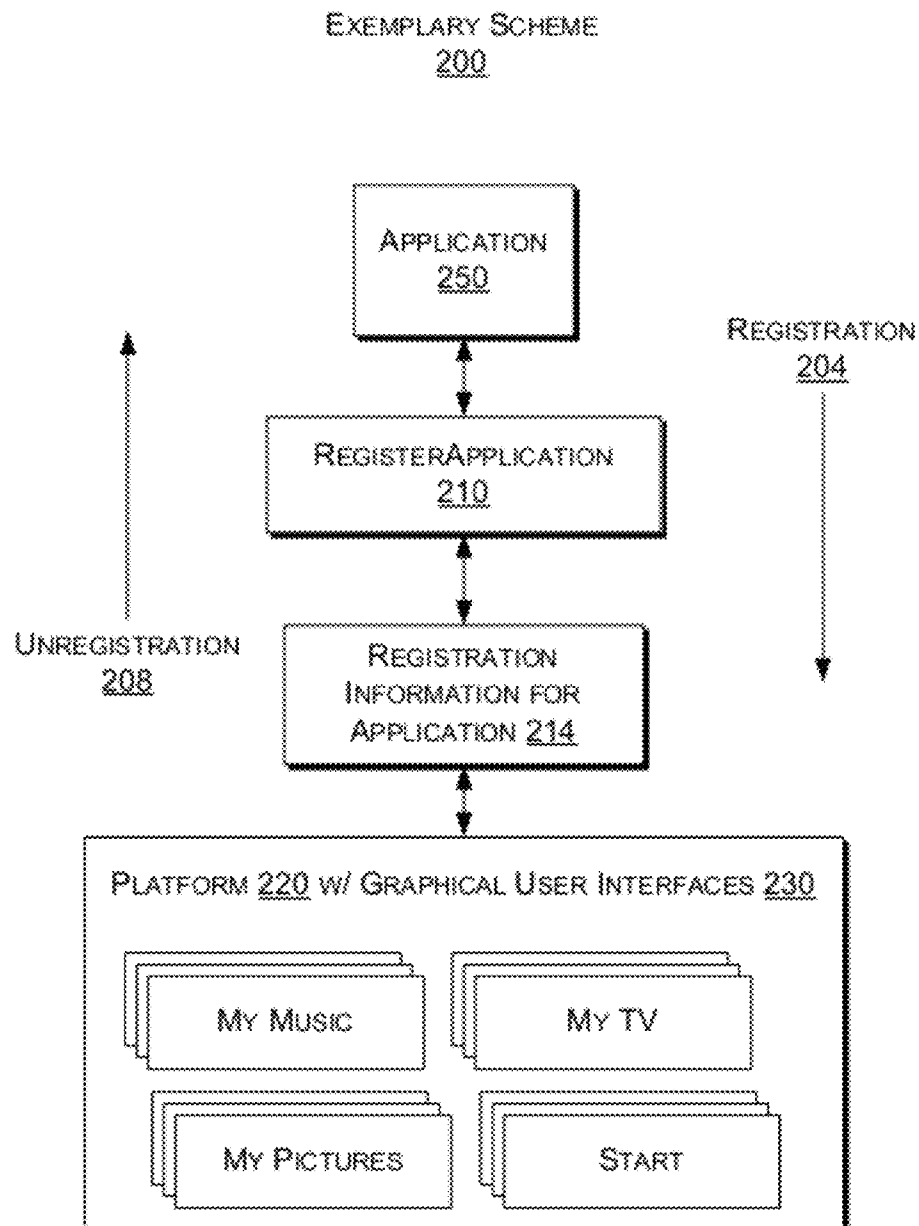 EXEMPLARY SCHEME
200
APPLICATION
250
REGISTRATION
204
REGISTERAPPLICATION
210
UNREGISTRATION
208
REGISTRATION
INFORMATION FOR
APPLICATION 214
PLATFORM 220 W/ GRAPHICAL USER INTERFACES 230
MY MUSIC
MY TV
MY PICTURES
START